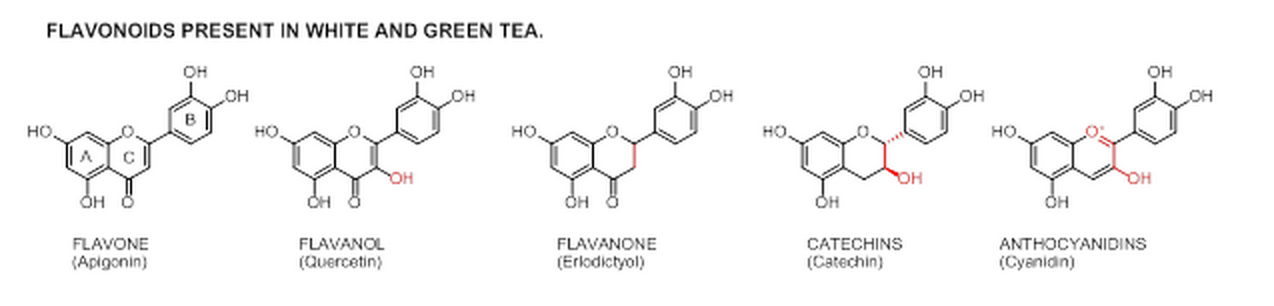 FLAVONOIDS PRESENT IN WHITE AND GREEN TEA.
OH
OH
B
HO
O
A
C
OH
O
FLAVONE
(Apigonin)
OH
OH
HO
O
OH
OH
O
FLAVANOL
(Quercetin)
OH
OH
HO
O
OH
O
FLAVANONE
(Erlodictyol)
OH
OH
HO
O
OH
OH
CATECHINS
(Catechin)
OH
OH
HO
O+
OH
OH
ANTHOCYANIDINS
(Cyanidin)